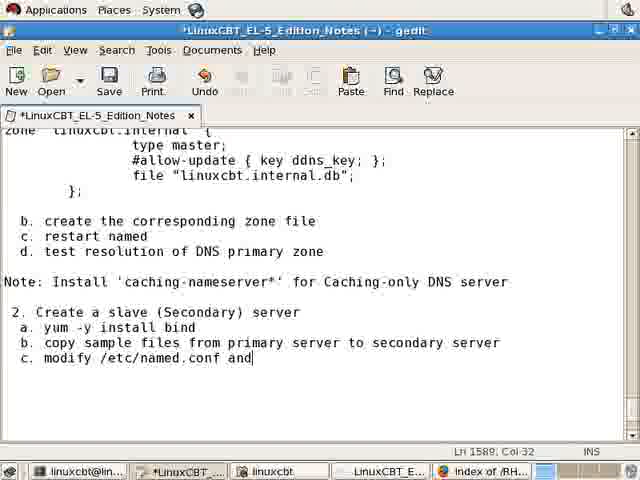 Applications Places System
*LinuxCBT_EL-5_Edition_Notes (~) - gedit
File Edit View Search Tools Documents Help
New Open Save Print. Undo Paste Find Replace
*LinuxCBT_EL-5_Edition_Notes
zone "linuxcbt.internal" {
type master;
#allow-update { key ddns_key; };
file "linuxcbt.internal.db";
};
b. create the corresponding zone file
c. restart named
d. test resolution of DNS primary zone
Note: Install 'caching-nameserver*' for Caching-only DNS server
2. Create a slave (Secondary) server
a. yum -y install bind
b. copy sample files from primary server to secondary server
c. modify /etc/named.conf and
Ln 1589, Col 32 INS
linuxcbt@lin... *LinuxCBT_... linuxcbt LinuxCBT_E... Index of /RH...